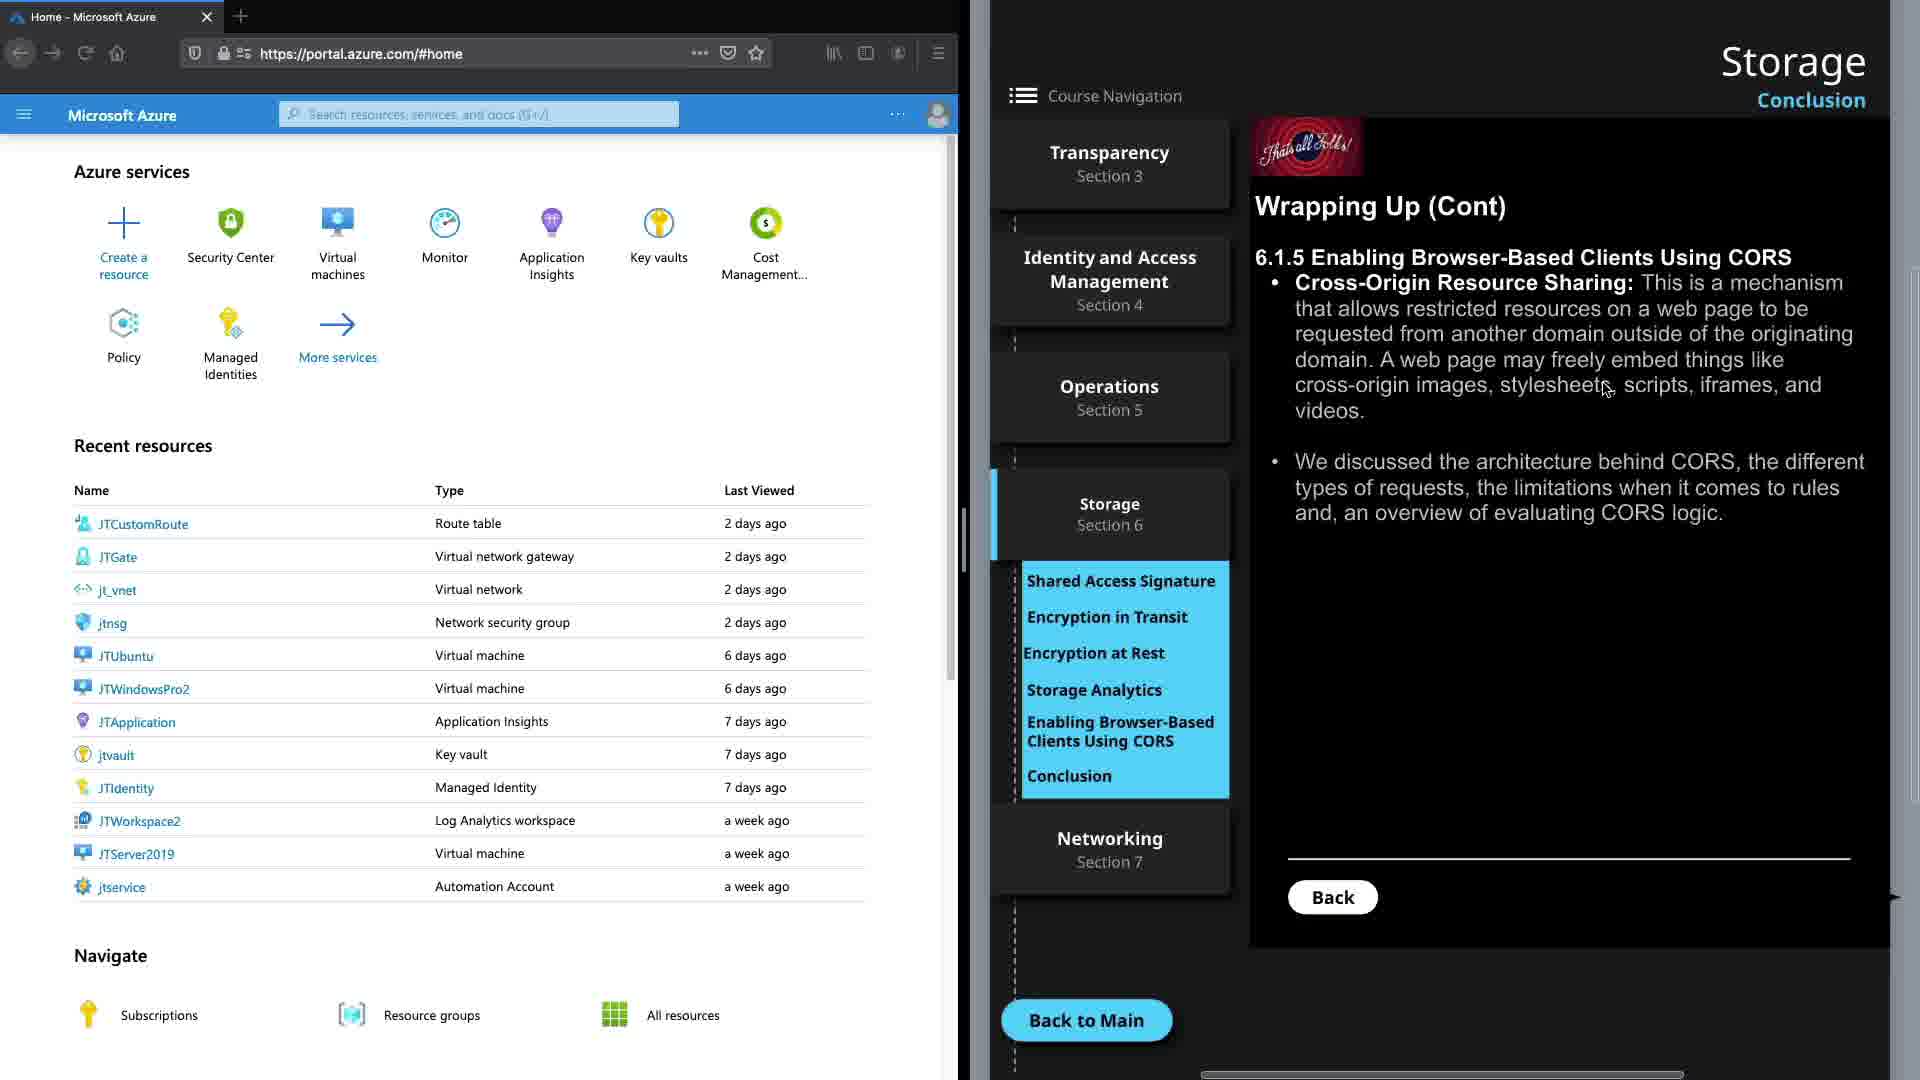 Home - Microsoft Azure
https://portal.azure.com/#home
Microsoft Azure
Search resources, services, and docs (G+/)
Azure services
Create a resource
Security Center
Virtual machines
Monitor
Application Insights
Key vaults
Cost Management...
Policy
Managed Identities
More services
Recent resources
Name Type Last Viewed
JTCustomRoute Route table 2 days ago
JTGate Virtual network gateway 2 days ago
jt_vnet Virtual network 2 days ago
jtnsg Network security group 2 days ago
JTUbuntu Virtual machine 6 days ago
JTWindowsPro2 Virtual machine 6 days ago
JTApplication Application Insights 7 days ago
jtvault Key vault 7 days ago
JTIdentity Managed Identity 7 days ago
JTWorkspace2 Log Analytics workspace a week ago
JTServer2019 Virtual machine a week ago
jtservice Automation Account a week ago
Navigate
Subscriptions
Resource groups
All resources
Storage
Conclusion
Course Navigation
Transparency
Section 3
Identity and Access
Management
Section 4
Operations
Section 5
Storage
Section 6
Shared Access Signature
Encryption in Transit
Encryption at Rest
Storage Analytics
Enabling Browser-Based
Clients Using CORS
Conclusion
Networking
Section 7
Back to Main
Thats all Folks!
Wrapping Up (Cont)
6.1.5 Enabling Browser-Based Clients Using CORS
• Cross-Origin Resource Sharing: This is a mechanism
that allows restricted resources on a web page to be
requested from another domain outside of the originating
domain. A web page may freely embed things like
cross-origin images, stylesheets, scripts, iframes, and
videos.
• We discussed the architecture behind CORS, the different
types of requests, the limitations when it comes to rules
and, an overview of evaluating CORS logic.
Back